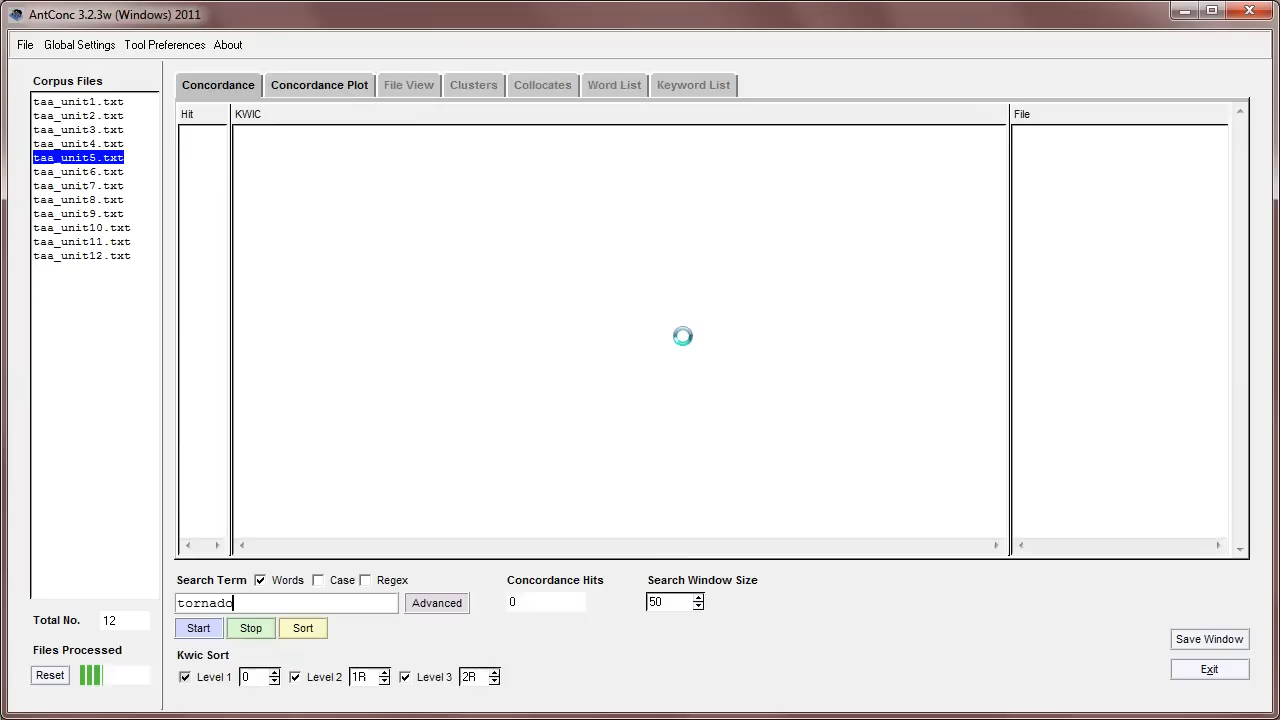 AntConc 3.2.3w (Windows) 2011
File Global Settings Tool Preferences About
Corpus Files
taa_unit1.txt
taa_unit2.txt
taa_unit3.txt
taa_unit4.txt
taa_unit5.txt
taa_unit6.txt
taa_unit7.txt
taa_unit8.txt
taa_unit9.txt
taa_unit10.txt
taa_unit11.txt
taa_unit12.txt
Total No. 12
Files Processed
Reset
Concordance Concordance Plot File View Clusters Collocates Word List Keyword List
Hit KWIC File
Search Term Words Case Regex Concordance Hits Search Window Size
tornado Advanced 0 50
Start Stop Sort
Kwic Sort
Level 1 0 Level 2 1R Level 3 2R
Save Window
Exit